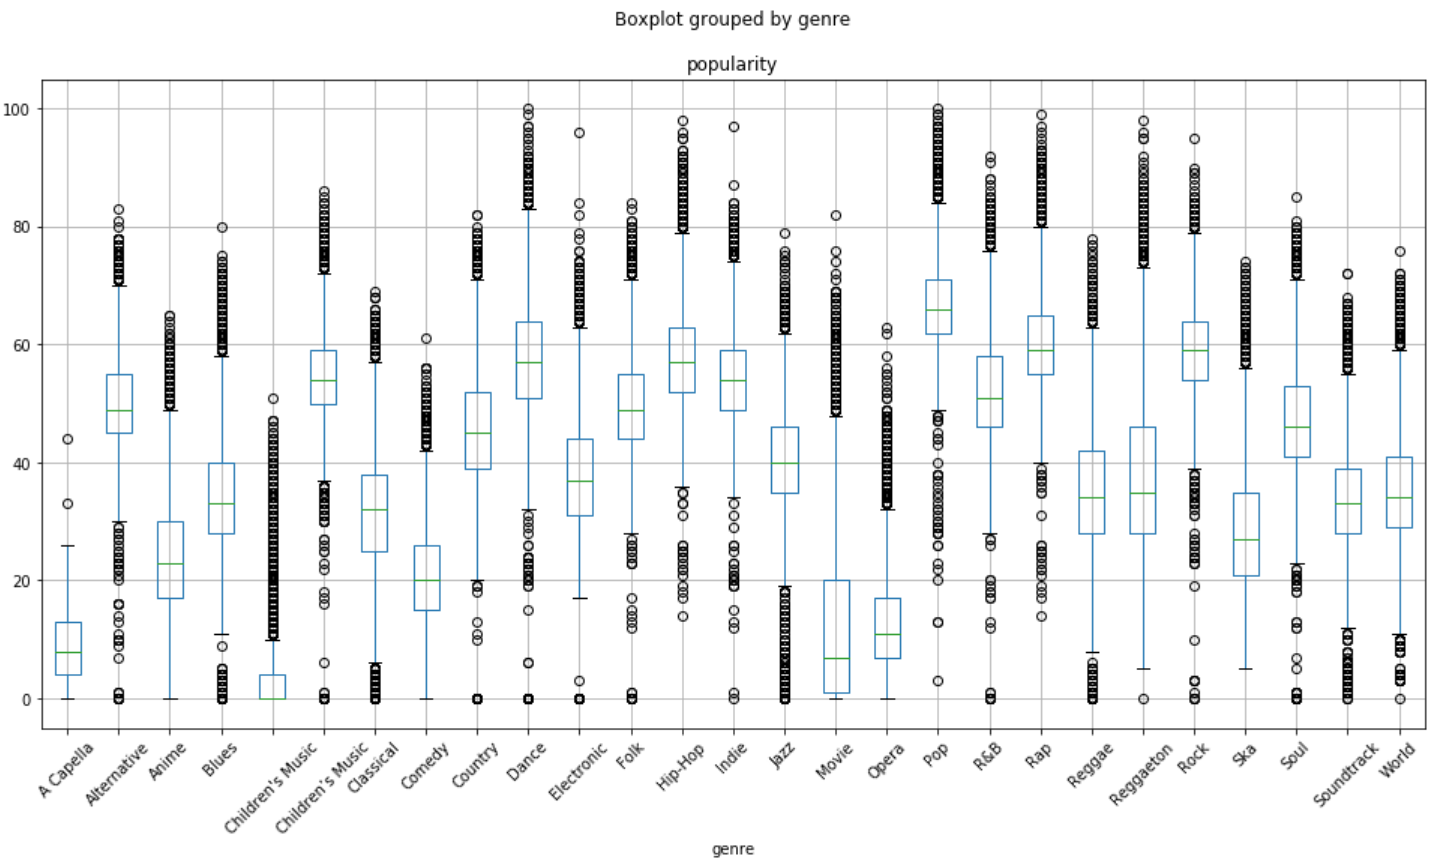 Boxplot grouped by genre
popularity
100
80
60
40
20
0
A Capella
Alternative
Anime
Blues
Children's Music
Children's Music
Classical
Comedy
Country
Dance
Electronic
Folk
Hip-Hop
Indie
Jazz
Movie
Opera
Pop
R&B
Rap
Reggae
Reggaeton
Rock
Ska
Soul
Soundtrack
World
genre